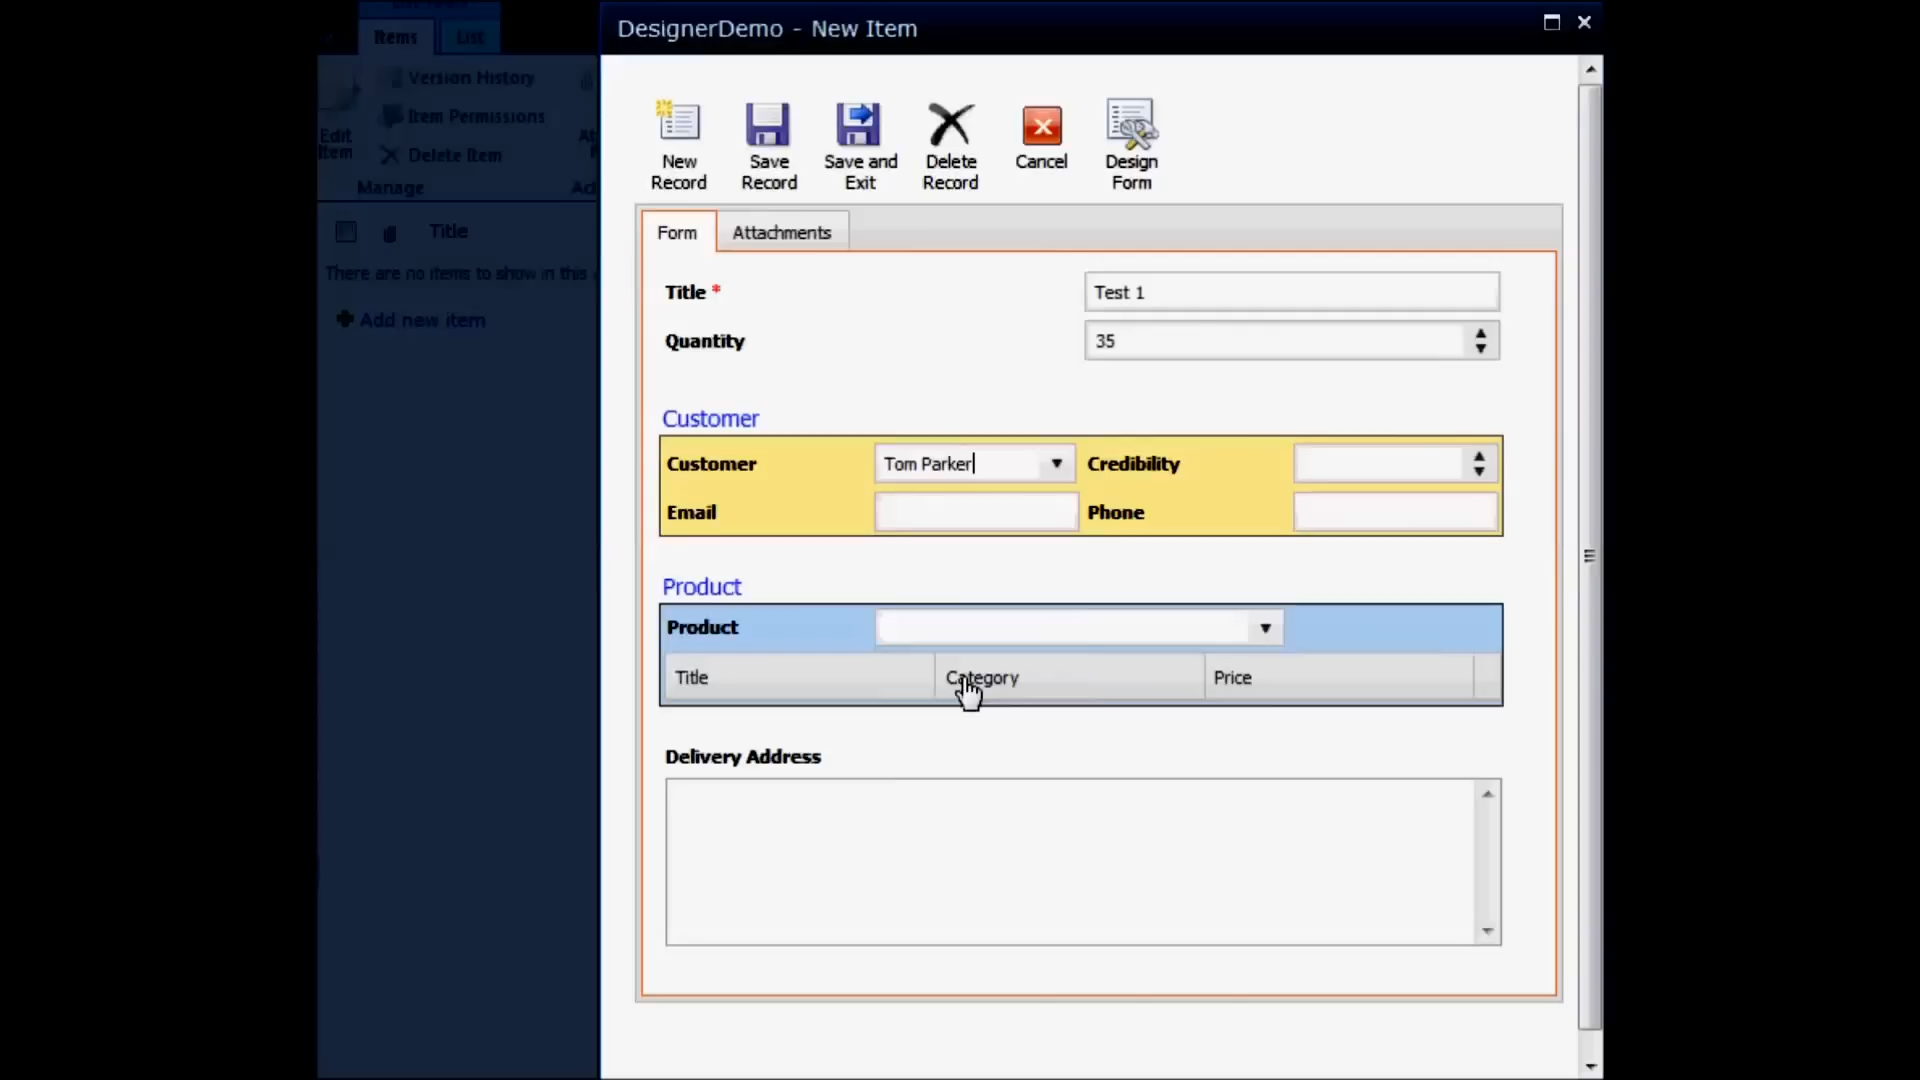 DesignerDemo - New Item
Items
List
Version History
Item Permissions
Delete Item
Edit
Item
Manage
Title
There are no items to show in this
Add new item
New
Record
Save
Record
Save and
Exit
Delete
Record
Cancel
Design
Form
Form
Attachments
Title *
Test 1
Quantity
35
Customer
Customer
Tom Parker
Credibility
Email
Phone
Product
Product
Title
Category
Price
Delivery Address